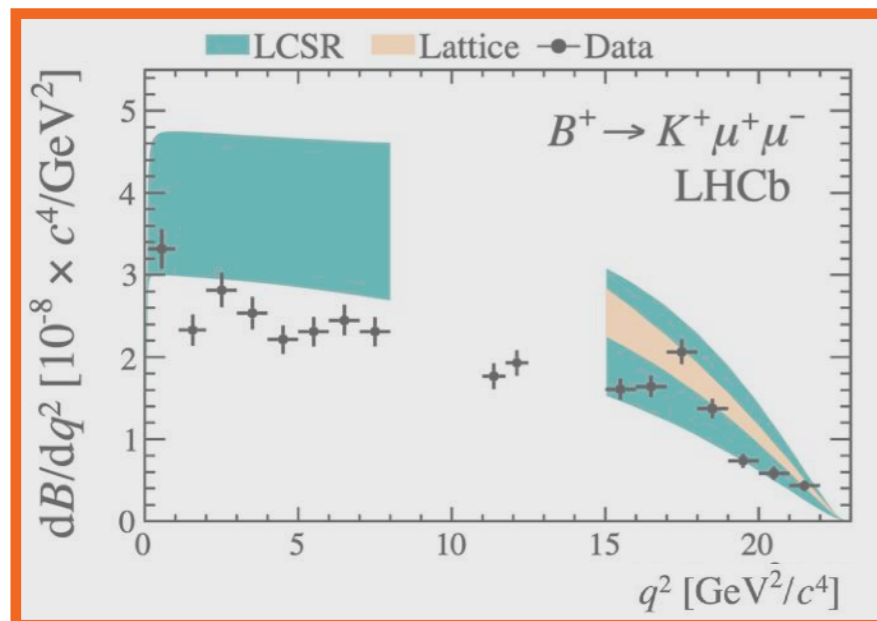 LCSR Lattice Data
dB/dq² [10⁻⁸ × c⁴/GeV²]
B⁺ → K⁺μ⁺μ⁻
LHCb
5
4
3
2
1
0
0 5 10 15 20
q² [GeV²/c⁴]